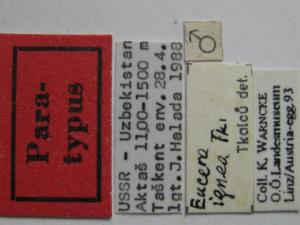 Para-
typus
USSR - Uzbekistan
Aktaš 1100-1500 m
Taškent env. 28.4.
lgt. J. Halada 1988
♂
Eucera
ignea Tk.
Tkalců det.
Coll. K. WARNCKE
O.Ö. Landesmuseum
Linz/Austria-egg.93